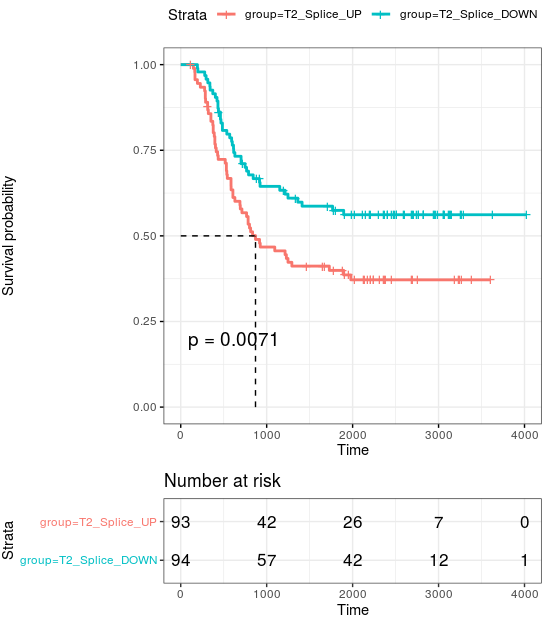 Strata group=T2_Splice_UP group=T2_Splice_DOWN
Survival probability
1.00
0.75
0.50
0.25
0.00
p = 0.0071
0 1000 2000 3000 4000
Time
Number at risk
Strata
group=T2_Splice_UP 93 42 26 7 0
group=T2_Splice_DOWN 94 57 42 12 1
0 1000 2000 3000 4000
Time